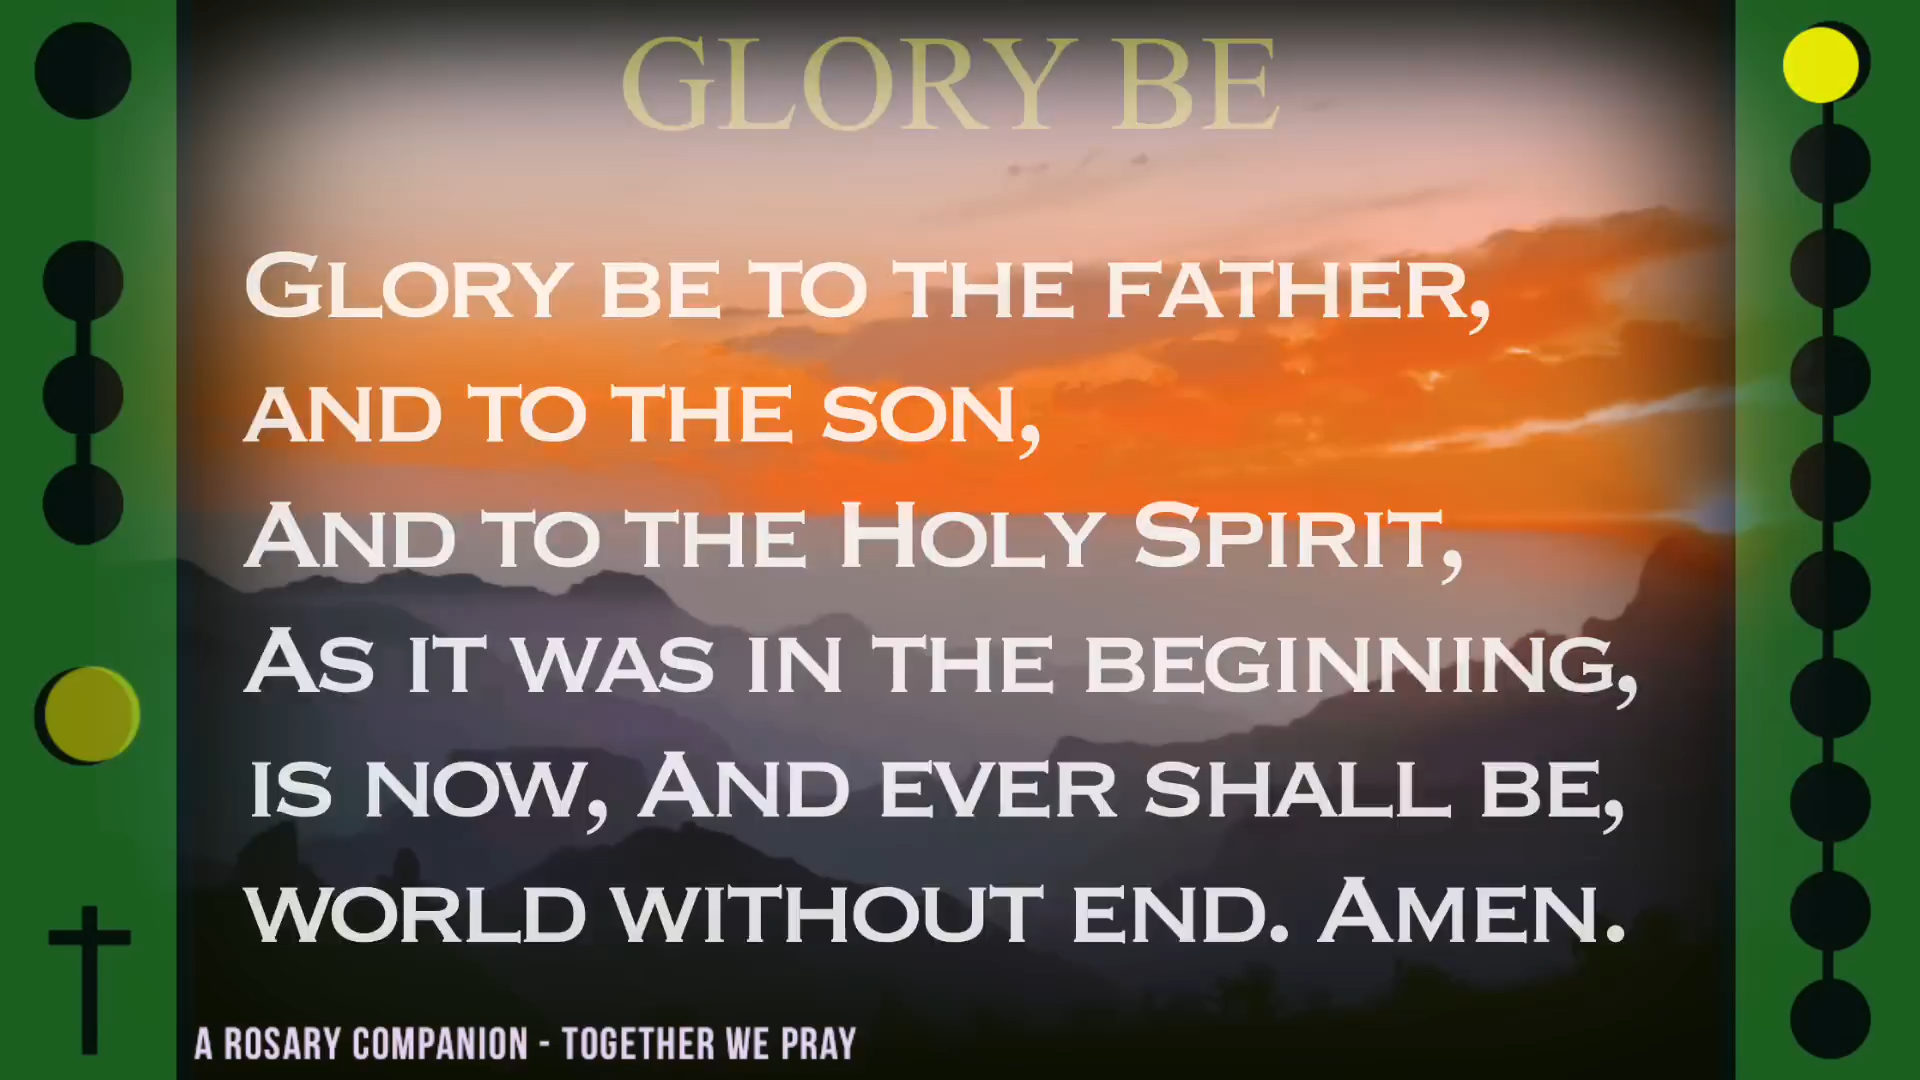 GLORY BE
Glory be to the Father,
and to the Son,
And to the Holy Spirit,
As it was in the beginning,
is now, And ever shall be,
world without end. Amen.
A ROSARY COMPANION - TOGETHER WE PRAY